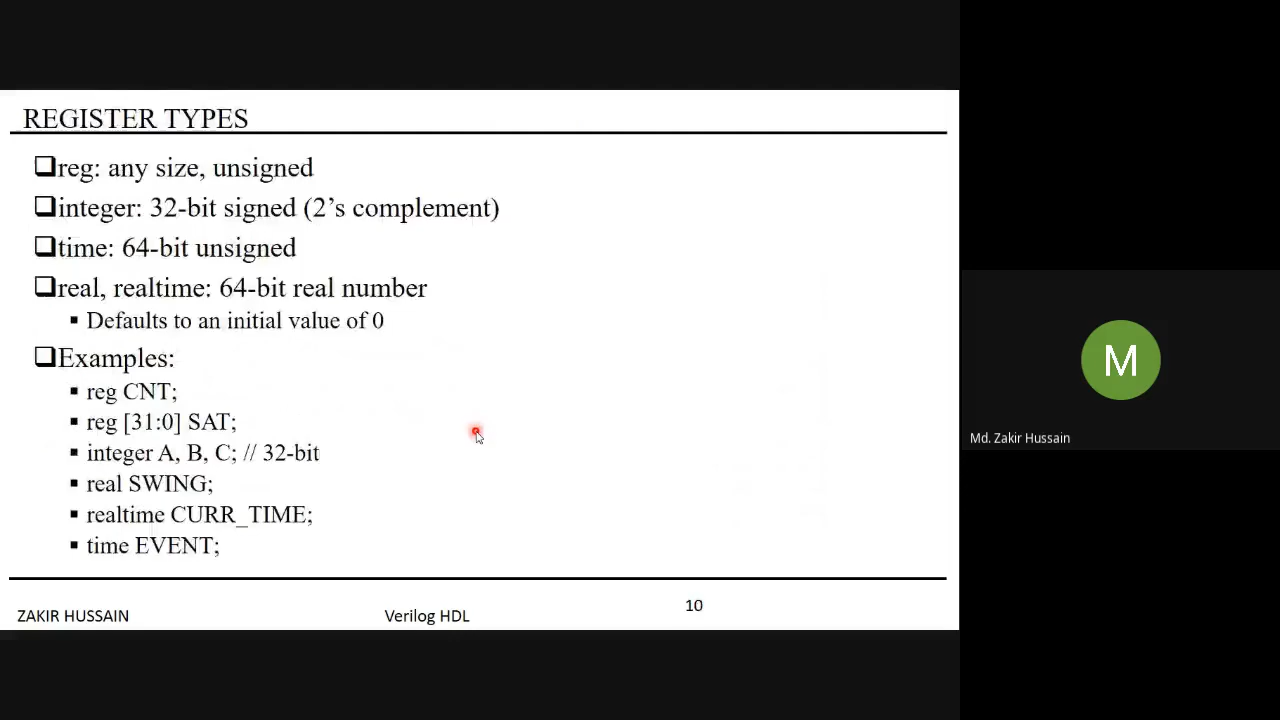 REGISTER TYPES
❑reg: any size, unsigned
❑integer: 32-bit signed (2’s complement)
❑time: 64-bit unsigned
❑real, realtime: 64-bit real number
▪ Defaults to an initial value of 0
❑Examples:
▪ reg CNT;
▪ reg [31:0] SAT;
▪ integer A, B, C; // 32-bit
▪ real SWING;
▪ realtime CURR_TIME;
▪ time EVENT;
ZAKIR HUSSAIN
Verilog HDL
10
M
Md. Zakir Hussain